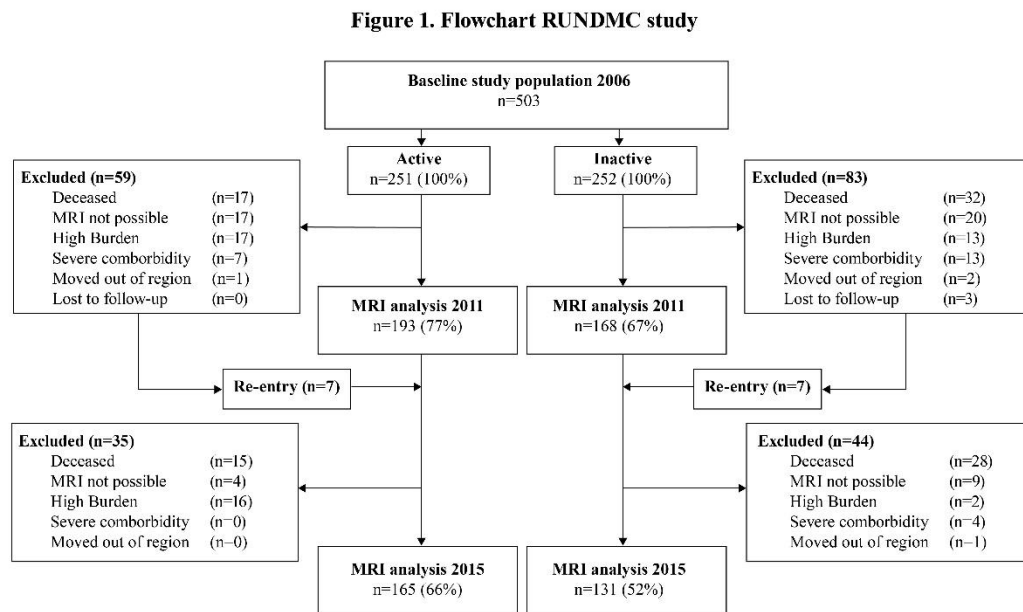 Figure 1. Flowchart RUNDMC study
Baseline study population 2006
n=503
Active
n=251 (100%)
Inactive
n=252 (100%)
Excluded (n=59)
Deceased (n=17)
MRI not possible (n=17)
High Burden (n=17)
Severe comborbidity (n=7)
Moved out of region (n=1)
Lost to follow-up (n=0)
Excluded (n=83)
Deceased (n=32)
MRI not possible (n=20)
High Burden (n=13)
Severe comborbidity (n=13)
Moved out of region (n=2)
Lost to follow-up (n=3)
MRI analysis 2011
n=193 (77%)
MRI analysis 2011
n=168 (67%)
Re-entry (n=7)
Re-entry (n=7)
Excluded (n=35)
Deceased (n=15)
MRI not possible (n=4)
High Burden (n=16)
Severe comborbidity (n=0)
Moved out of region (n=0)
Excluded (n=44)
Deceased (n=28)
MRI not possible (n=9)
High Burden (n=2)
Severe comborbidity (n=4)
Moved out of region (n=1)
MRI analysis 2015
n=165 (66%)
MRI analysis 2015
n=131 (52%)